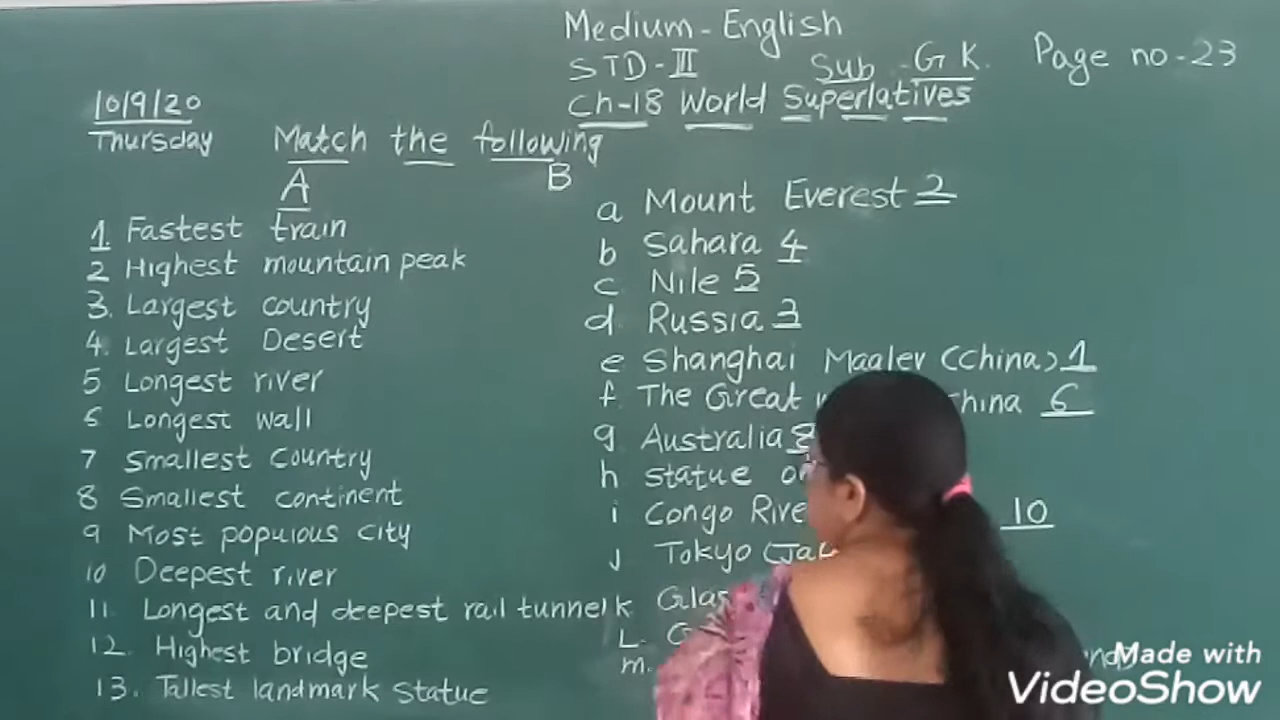 Medium - English
STD - III Sub - G K. Page no - 23
10/9/20 Ch-18 World Superlatives
Thursday Match the following
A B
1 Fastest train
2 Highest mountain peak
3. Largest country
4. Largest Desert
5 Longest river
6 Longest wall
7 Smallest Country
8 Smallest continent
9 Most populous city
10 Deepest river
11. Longest and deepest rail tunnel
12. Highest bridge
13. Tallest landmark statue
a Mount Everest 2
b Sahara 4
c Nile 5
d. Russia 3
e Shanghai Maglev (China) 1
f. The Great China 6
g. Australia 8
h statue
i Congo 10
j Tokyo
k
L.
m.
Made with
VideoShow